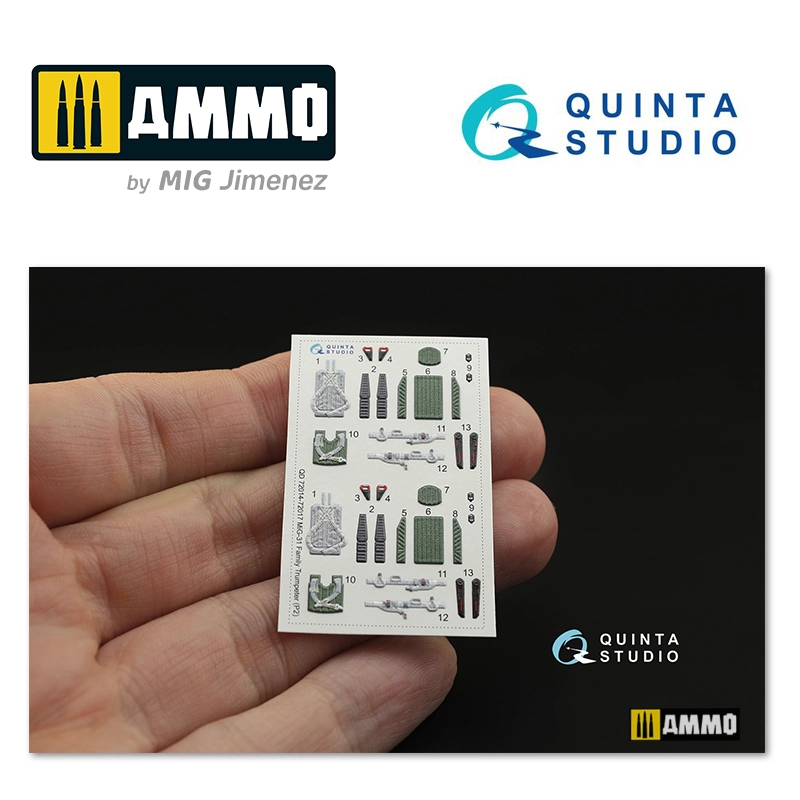 AMMO
by MIG Jimenez
QUINTA
STUDIO
QUINTA
STUDIO
1
3
4
7
2
9
5
6
8
10
11
13
12
QD 72014-72017 MiG-31 Family Trumpeter (P2)
1
3
4
7
2
9
5
6
8
10
11
13
12
QUINTA
STUDIO
AMMO